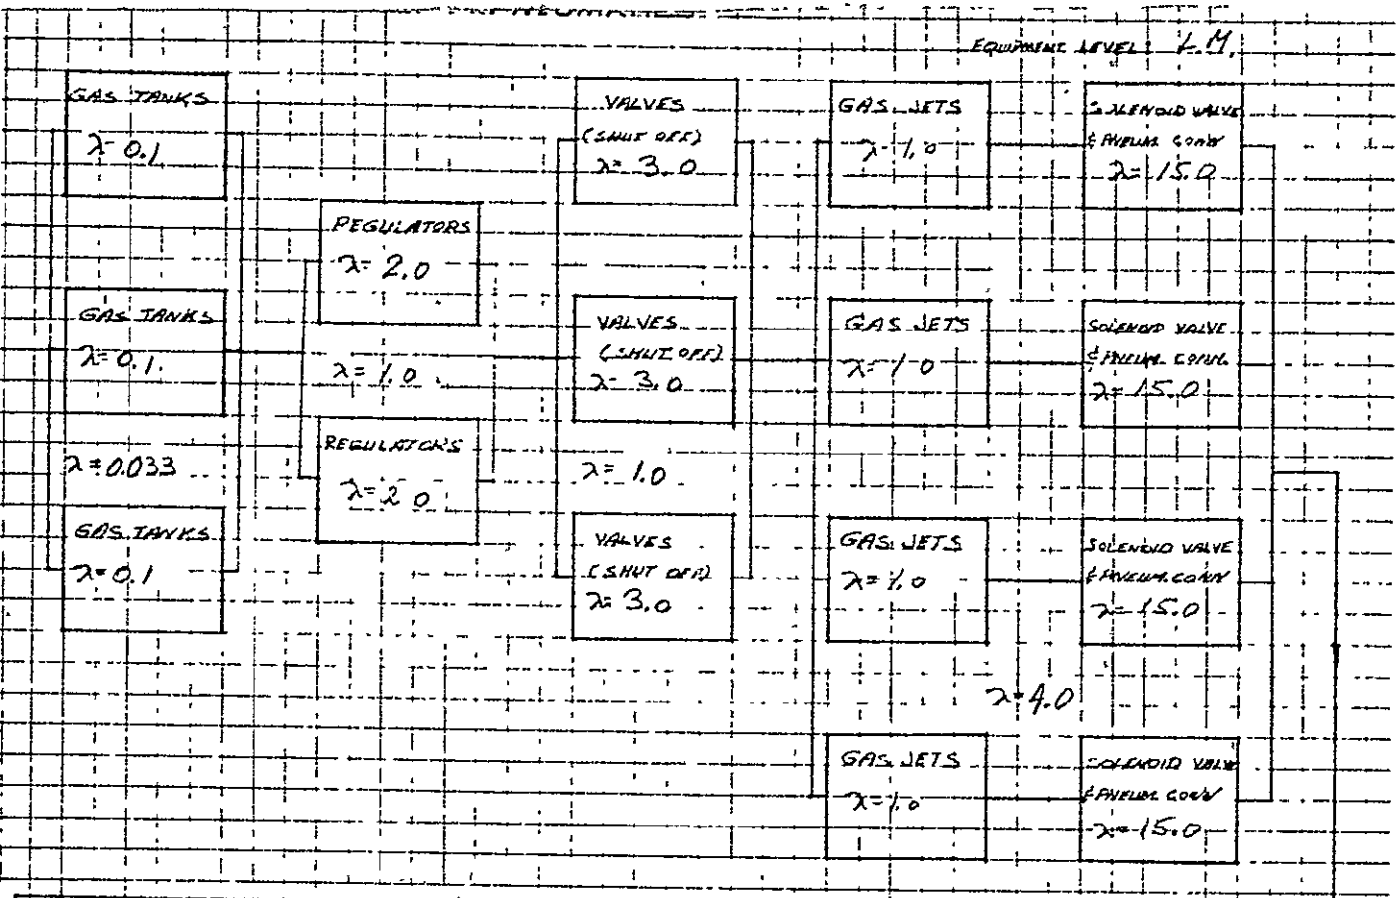 PNEUMATIC
EQUIPMENT LEVEL: L.M.
GAS TANKS
λ= 0.1
GAS TANKS
λ= 0.1
λ=0.033
GAS TANKS
λ=0.1
REGULATORS
λ= 2.0
λ= 1.0
REGULATORS
λ= 2.0
VALVES
(SHUT OFF)
λ= 3.0
VALVES
(SHUT OFF)
λ= 3.0
λ= 1.0
VALVES
(SHUT OFF)
λ= 3.0
GAS JETS
λ= 1.0
GAS JETS
λ= 1.0
GAS JETS
λ= 1.0
GAS JETS
λ= 1.0
SOLENOID VALVE
& PNEUM. CONN
λ= 15.0
SOLENOID VALVE
& PNEUM. CONN.
λ= 15.0
SOLENOID VALVE
& PNEUM. CONN
λ= 15.0
λ= 4.0
SOLENOID VALVE
& PNEUM. CONN
λ= 15.0